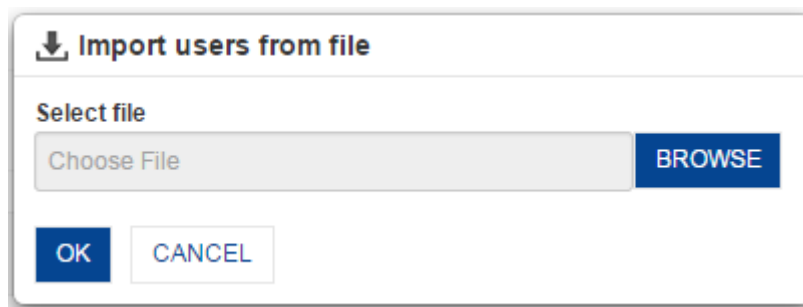 Import users from file
Select file
Choose File BROWSE
OK CANCEL